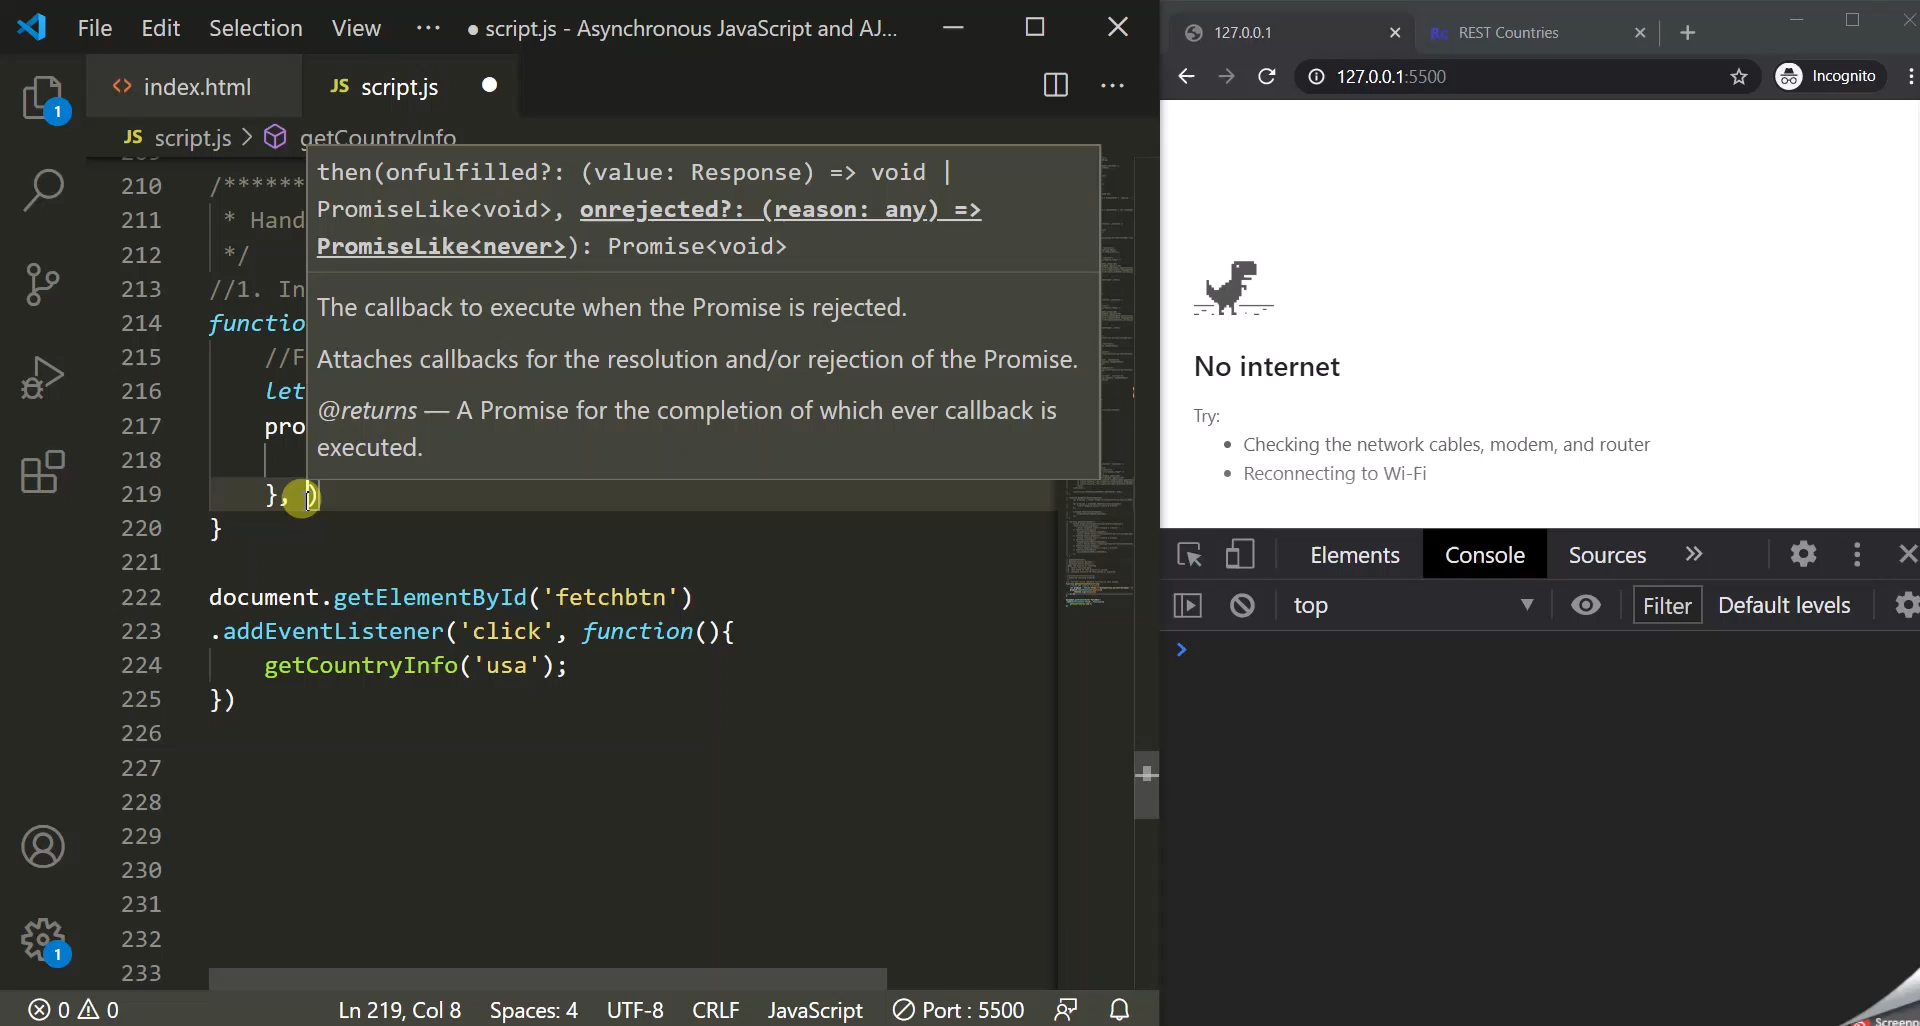 File Edit Selection View ··· ● script.js - Asynchronous JavaScript and AJ...
index.html JS script.js
JS script.js > getCountryInfo
then(onfulfilled?: (value: Response) => void |
PromiseLike<void>, onrejected?: (reason: any) =>
PromiseLike<never>): Promise<void>
The callback to execute when the Promise is rejected.
Attaches callbacks for the resolution and/or rejection of the Promise.
@returns — A Promise for the completion of which ever callback is
executed.
210 /******
211 * Hand
212 */
213 //1. In
214 functio
215 //F
216 let
217 pro
218
219 }, )
220 }
221
222 document.getElementById('fetchbtn')
223 .addEventListener('click', function(){
224 getCountryInfo('usa');
225 })
226
227
228
229
230
231
232
233
1
1
0 0 Ln 219, Col 8 Spaces: 4 UTF-8 CRLF JavaScript Port : 5500
127.0.0.1 REST Countries
127.0.0.1:5500 Incognito
No internet
Try:
• Checking the network cables, modem, and router
• Reconnecting to Wi-Fi
Elements Console Sources »
top Filter Default levels
>